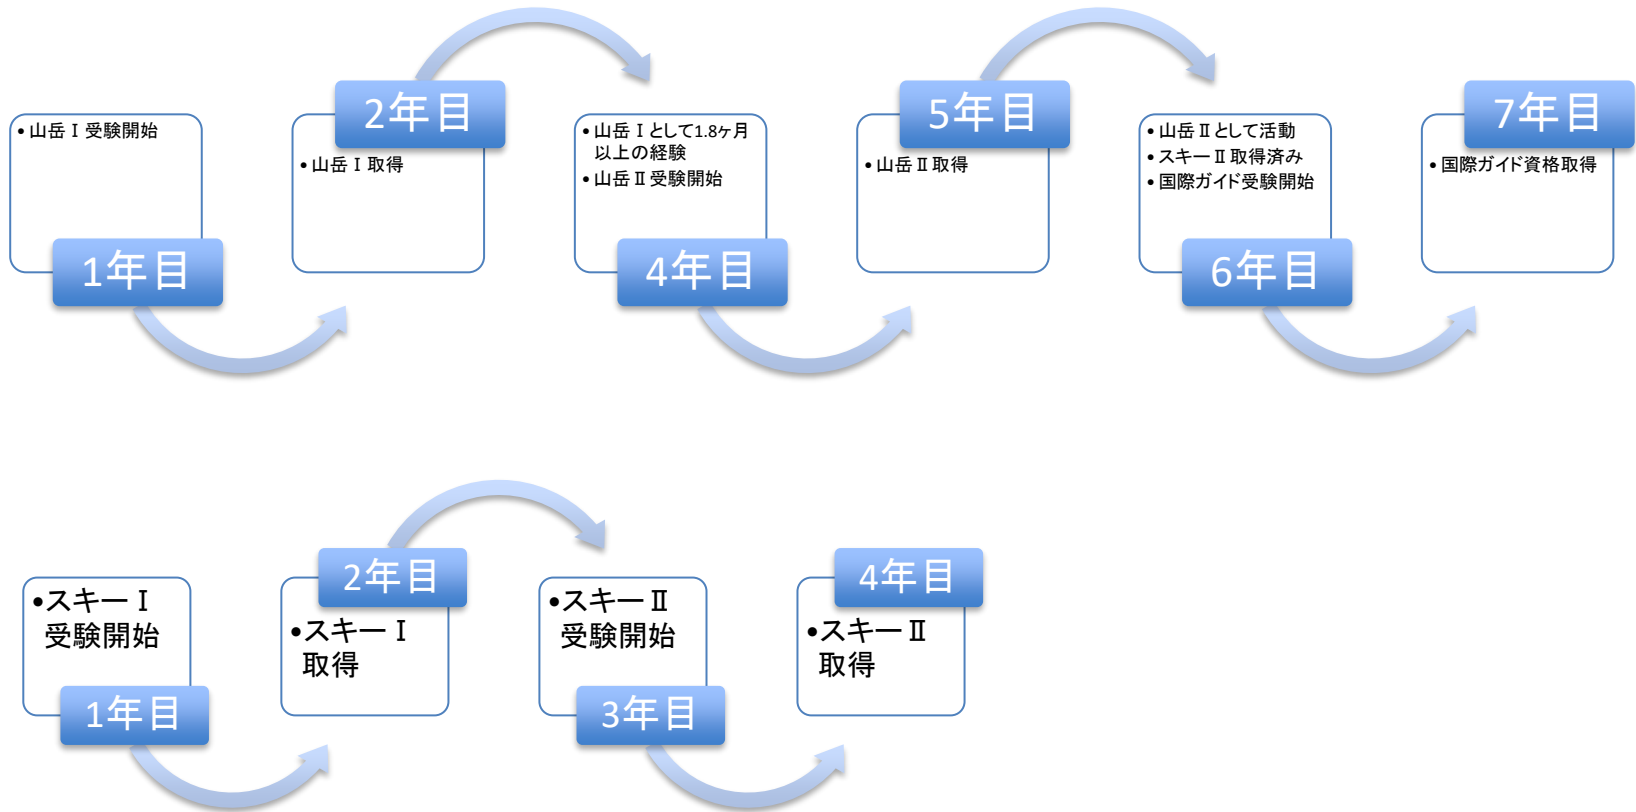 1年目
• 山岳Ⅰ受験開始
2年目
• 山岳Ⅰ取得
4年目
• 山岳Ⅰとして1.8ヶ月
以上の経験
• 山岳Ⅱ受験開始
5年目
• 山岳Ⅱ取得
6年目
• 山岳Ⅱとして活動
• スキーⅡ取得済み
• 国際ガイド受験開始
7年目
• 国際ガイド資格取得
1年目
•スキーⅠ
受験開始
2年目
•スキーⅠ
取得
3年目
•スキーⅡ
受験開始
4年目
•スキーⅡ
取得